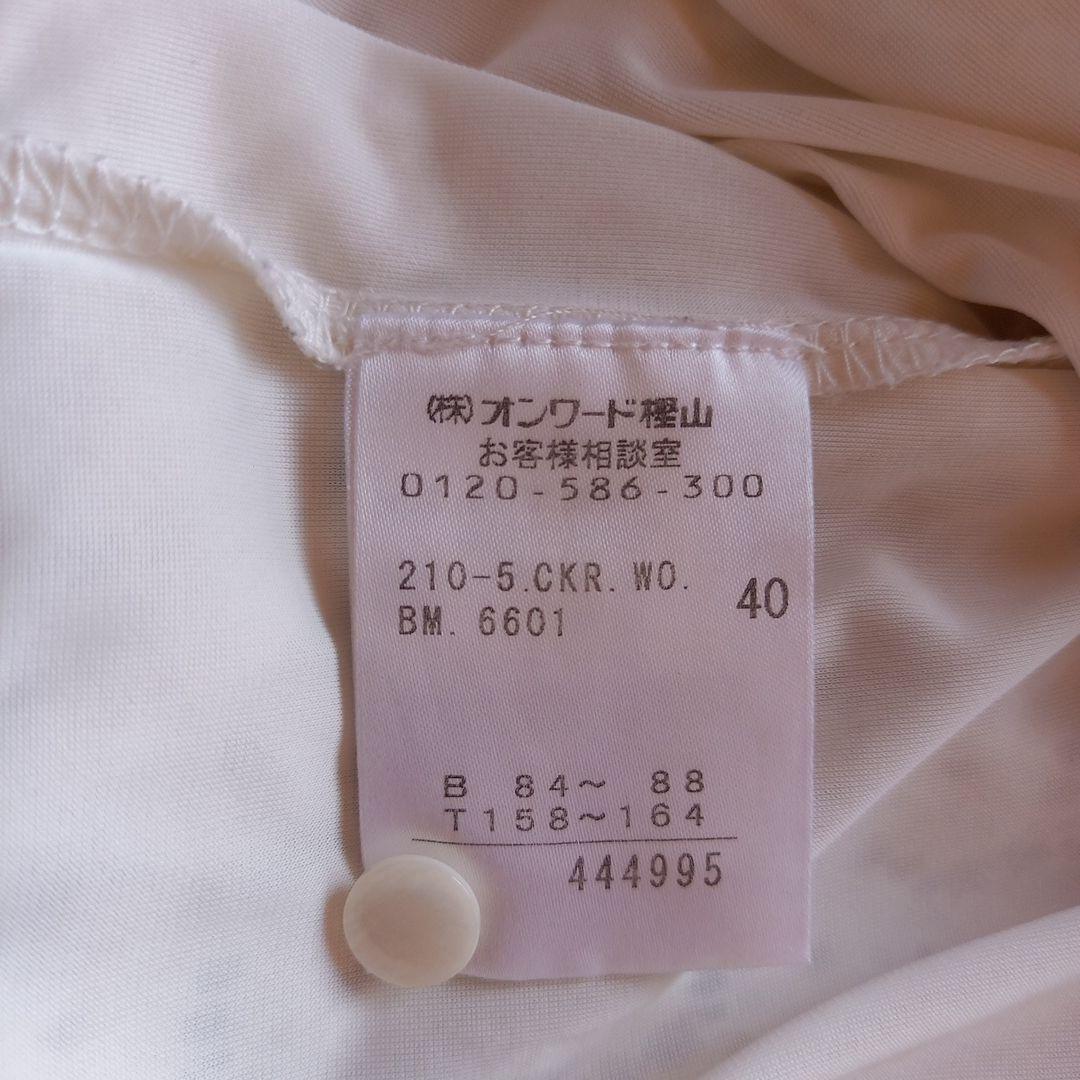 (株)オンワード樫山
お客様相談室
0120-586-300
210-5.CKR.WO.
BM.6601
40
B 84～ 88
T158～164
444995